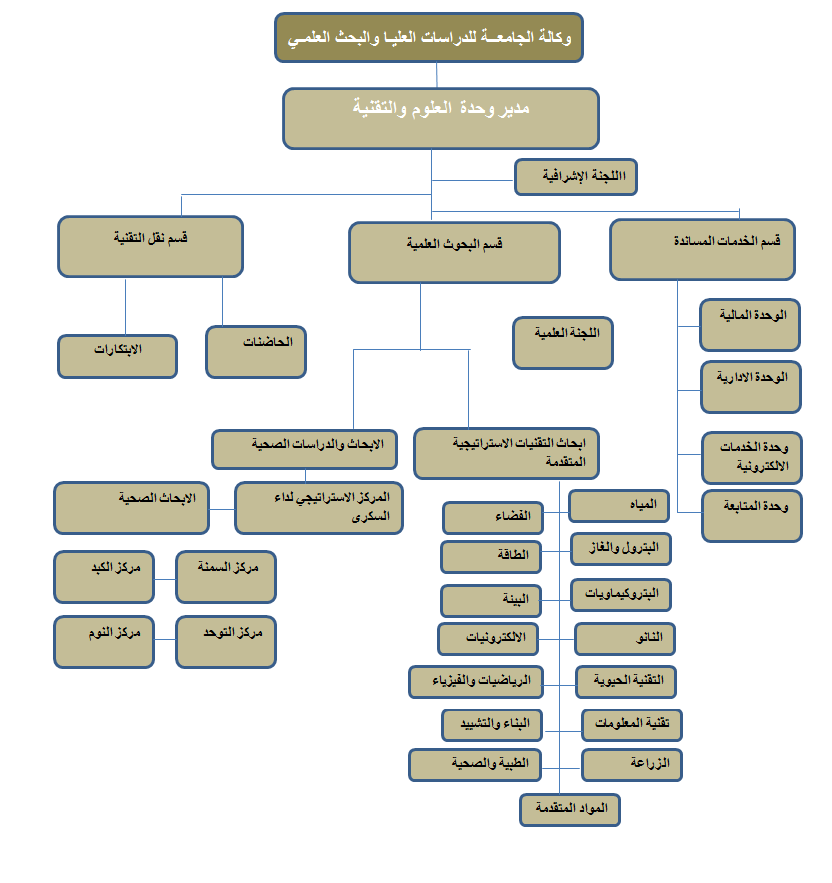 وكالة الجامعــة للدراسات العليـا والبحث العلمـي
مدير وحدة العلوم والتقنية
االلجنة الإشرافية
قسم الخدمات المساندة
قسم البحوث العلمية
قسم نقل التقنية
الوحدة المالية
الوحدة الادارية
وحدة الخدمات
الالكترونية
وحدة المتابعة
اللجنة العلمية
الحاضنات
الابتكارات
ابحاث التقنيات الاستراتيجية
المتقدمة
الابحاث والدراسات الصحية
المركز الاستراتيجي لداء
السكرى
الابحاث الصحية
مركز السمنة
مركز الكبد
مركز التوحد
مركز النوم
المياه
الفضاء
البترول والغاز
الطاقة
البتروكيماويات
البيئة
النانو
الالكترونيات
التقنية الحيوية
الرياضيات والفيزياء
تقنية المعلومات
البناء والتشييد
الزراعة
الطبية والصحية
المواد المتقدمة